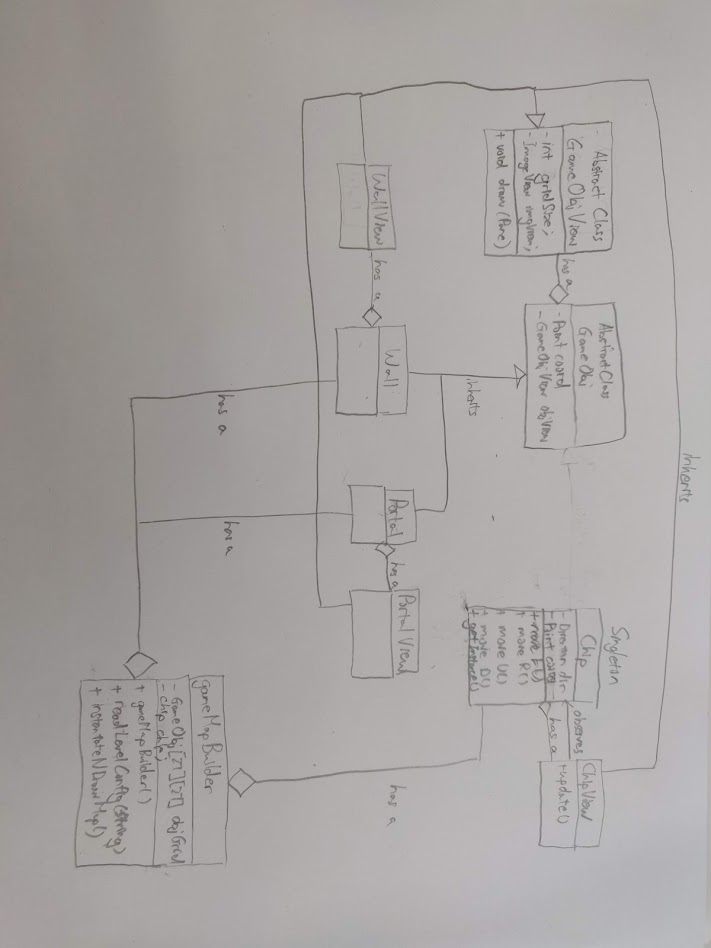 inherits
Abstract Class
GameObjView
- int gridSize;
- ImageView imgView;
+ void draw (Pane)
has a
Abstract Class
GameObj
- Point coord
- GameObjView objView
Singleton
Chip
- Direction dir
- Point coord
+ move L()
+ move R()
+ move U()
+ move D()
+ getInstance()
observes
has a
ChipView
+update()
inherits
WallView
has a
Wall
Portal
has a
Portal View
has a
has a
has a
gameMapBuilder
- GameObj[27][27] objGrid
- chip chip;
+ gameMapBuilder()
+ readLevelConfig(String)
+ instantiateNDrawMap()